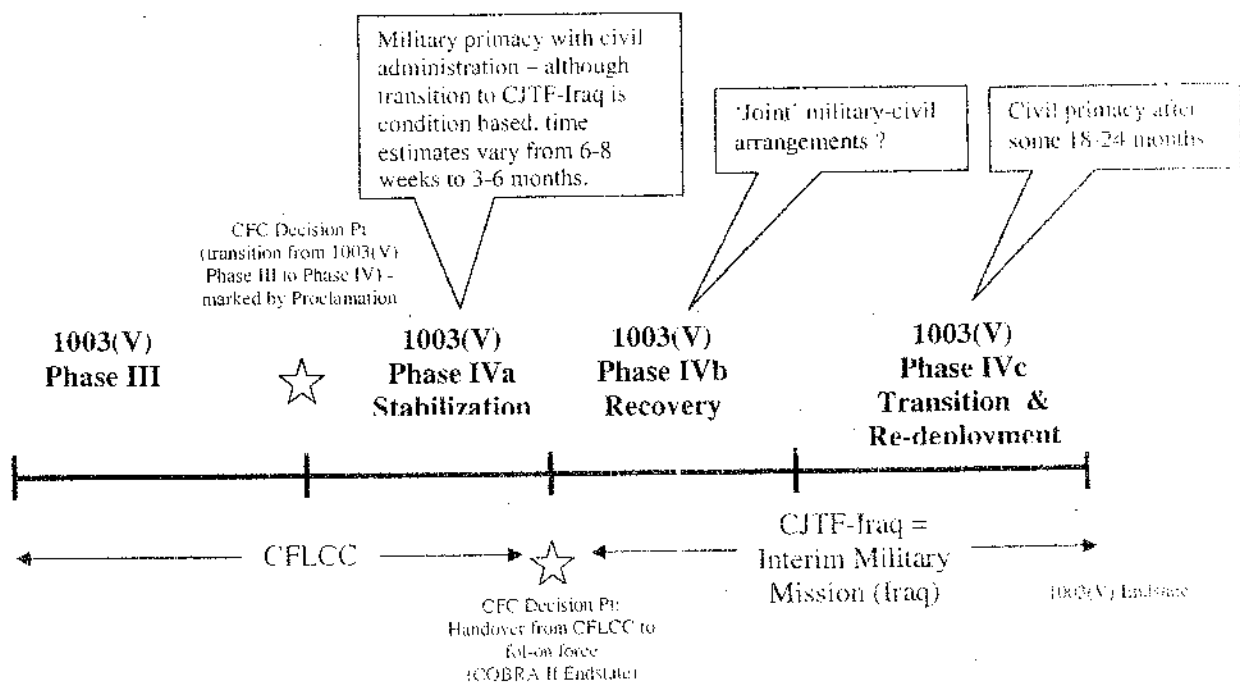 Military primacy with civil
administration – although
transition to CJTF-Iraq is
condition based, time
estimates vary from 6-8
weeks to 3-6 months.
'Joint' military-civil
arrangements ?
Civil primacy after
some 18-24 months
CFC Decision Pt:
(transition from 1003(V)
Phase III to Phase IV) -
marked by Proclamation
1003(V)
Phase III
1003(V)
Phase IVa
Stabilization
1003(V)
Phase IVb
Recovery
1003(V)
Phase IVc
Transition &
Re-deployment
CFLCC
CJTF-Iraq =
Interim Military
Mission (Iraq)
1003(V) Endstate
CFC Decision Pt:
Handover from CFLCC to
fol-on force
(COBRA II Endstate)